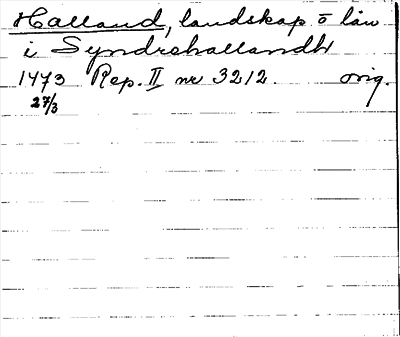 Halland, landskap o län
i Syndrehallandh
1473 Rep. II nr 3212. orig.
27/3